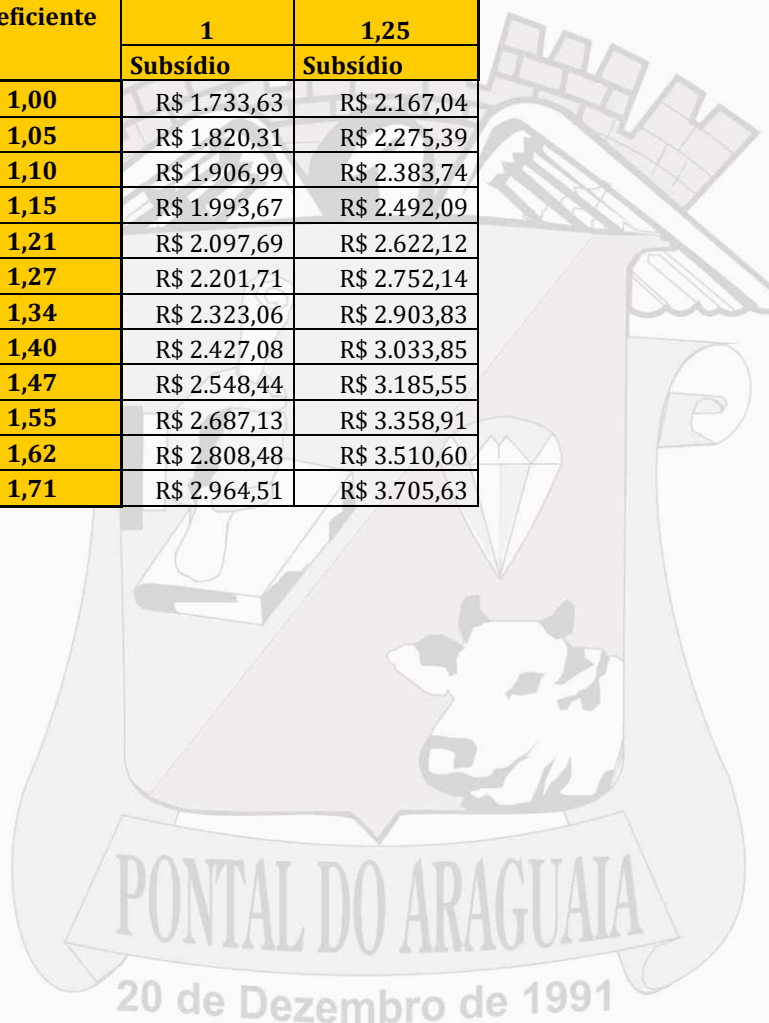 1 1,25
Subsídio Subsídio
1,00 R$ 1.733,63 R$ 2.167,04
1,05 R$ 1.820,31 R$ 2.275,39
1,10 R$ 1.906,99 R$ 2.383,74
1,15 R$ 1.993,67 R$ 2.492,09
1,21 R$ 2.097,69 R$ 2.622,12
1,27 R$ 2.201,71 R$ 2.752,14
1,34 R$ 2.323,06 R$ 2.903,83
1,40 R$ 2.427,08 R$ 3.033,85
1,47 R$ 2.548,44 R$ 3.185,55
1,55 R$ 2.687,13 R$ 3.358,91
1,62 R$ 2.808,48 R$ 3.510,60
1,71 R$ 2.964,51 R$ 3.705,63
PONTAL DO ARAGUAIA
20 de Dezembro de 1991